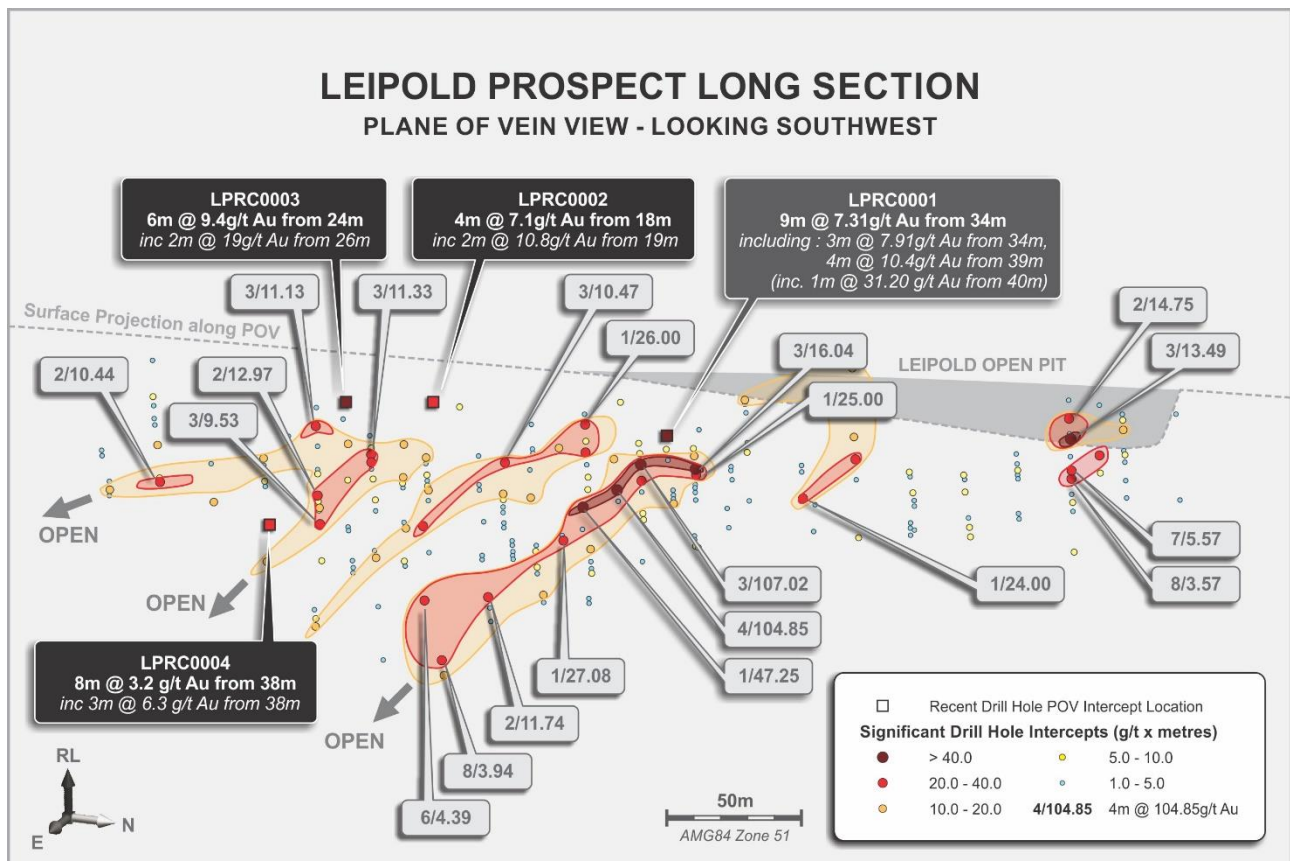 LEIPOLD PROSPECT LONG SECTION
PLANE OF VEIN VIEW - LOOKING SOUTHWEST
LPRC0003
6m @ 9.4g/t Au from 24m
inc 2m @ 19g/t Au from 26m
LPRC0002
4m @ 7.1g/t Au from 18m
inc 2m @ 10.8g/t Au from 19m
LPRC0001
9m @ 7.31g/t Au from 34m
including : 3m @ 7.91g/t Au from 34m,
4m @ 10.4g/t Au from 39m
(inc. 1m @ 31.20 g/t Au from 40m)
3/11.13
3/11.33
3/10.47
2/14.75
Surface Projection along POV
1/26.00
3/16.04
3/13.49
LEIPOLD OPEN PIT
2/10.44
2/12.97
1/25.00
3/9.53
OPEN
7/5.57
3/107.02
1/24.00
8/3.57
OPEN
4/104.85
LPRC0004
8m @ 3.2 g/t Au from 38m
inc 3m @ 6.3 g/t Au from 38m
1/27.08
1/47.25
2/11.74
OPEN
8/3.94
6/4.39
RL
E
N
50m
AMG84 Zone 51
Recent Drill Hole POV Intercept Location
Significant Drill Hole Intercepts (g/t x metres)
> 40.0
5.0 - 10.0
20.0 - 40.0
1.0 - 5.0
10.0 - 20.0
4/104.85 4m @ 104.85g/t Au